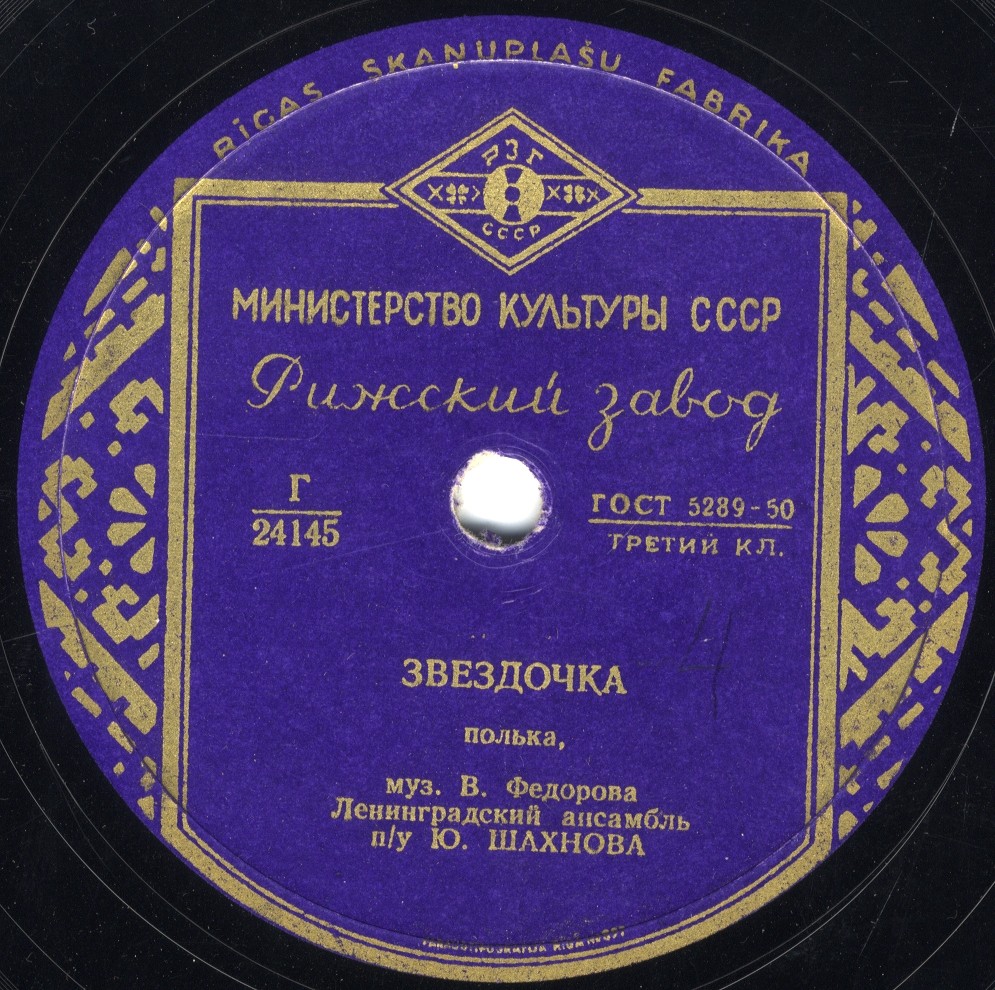 RĪGAS SKAŅUPLAŠU FABRIKA
РЗГ
СССР
МИНИСТЕРСТВО КУЛЬТУРЫ СССР
Рижский завод
Г
24145
ГОСТ 5289-50
ТРЕТИЙ КЛ.
ЗВЕЗДОЧКА
полька,
муз. В. Федорова
Ленинградский ансамбль
п/у Ю. ШАХНОВА